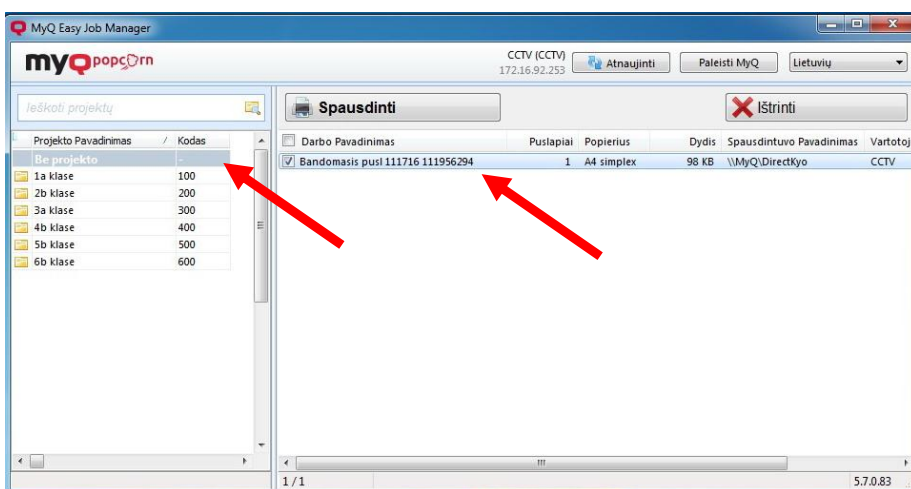 MyQ Easy Job Manager
myQ popcorn
CCTV (CCTV)
172.16.92.253
Atnaujinti
Paleisti MyQ
Lietuvių
Ieškoti projektų
Spausdinti
Ištrinti
Projekto Pavadinimas / Kodas
Be projekto -
1a klase 100
2b klase 200
3a klase 300
4b klase 400
5b klase 500
6b klase 600
Darbo Pavadinimas Puslapiai Popierius Dydis Spausdintuvo Pavadinimas Vartotoj
Bandomasis pusl 111716 111956294 1 A4 simplex 98 KB \\MyQ\DirectKyo CCTV
1 / 1
5.7.0.83